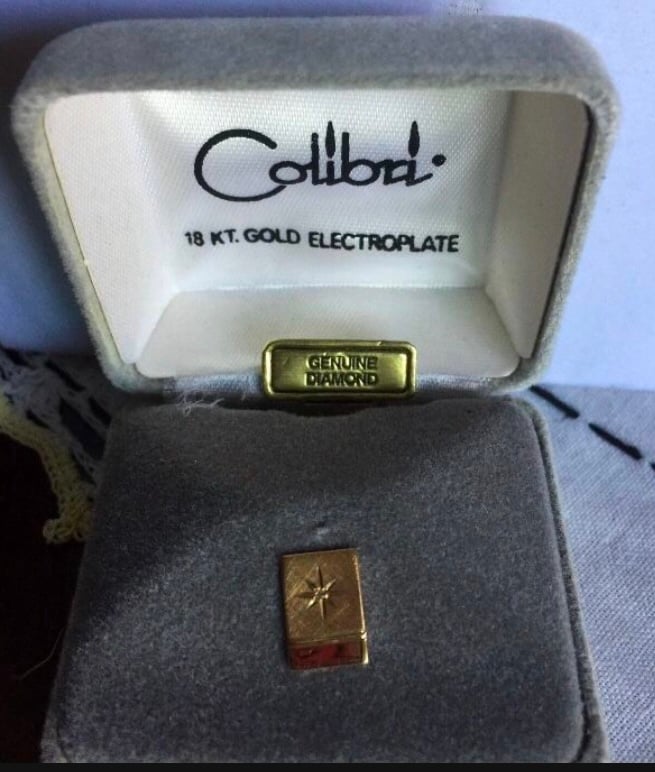 Colibri
18 KT. GOLD ELECTROPLATE
GENUINE
DIAMOND